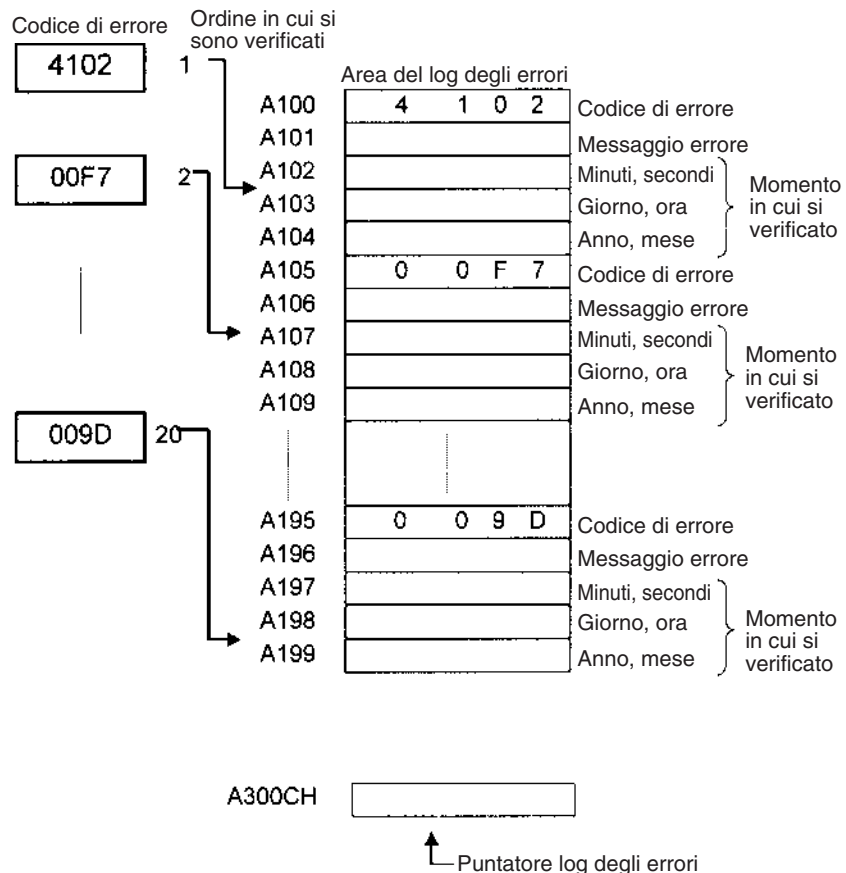 Codice di errore
Ordine in cui si
sono verificati
4102
1
Area del log degli errori
A100
4 1 0 2
Codice di errore
A101
Messaggio errore
00F7
2
A102
Minuti, secondi
A103
Giorno, ora
A104
Anno, mese
Momento
in cui si
verificato
A105
0 0 F 7
Codice di errore
A106
Messaggio errore
A107
Minuti, secondi
A108
Giorno, ora
A109
Anno, mese
Momento
in cui si
verificato
009D
20
A195
0 0 9 D
Codice di errore
A196
Messaggio errore
A197
Minuti, secondi
A198
Giorno, ora
A199
Anno, mese
Momento
in cui si
verificato
A300CH
Puntatore log degli errori